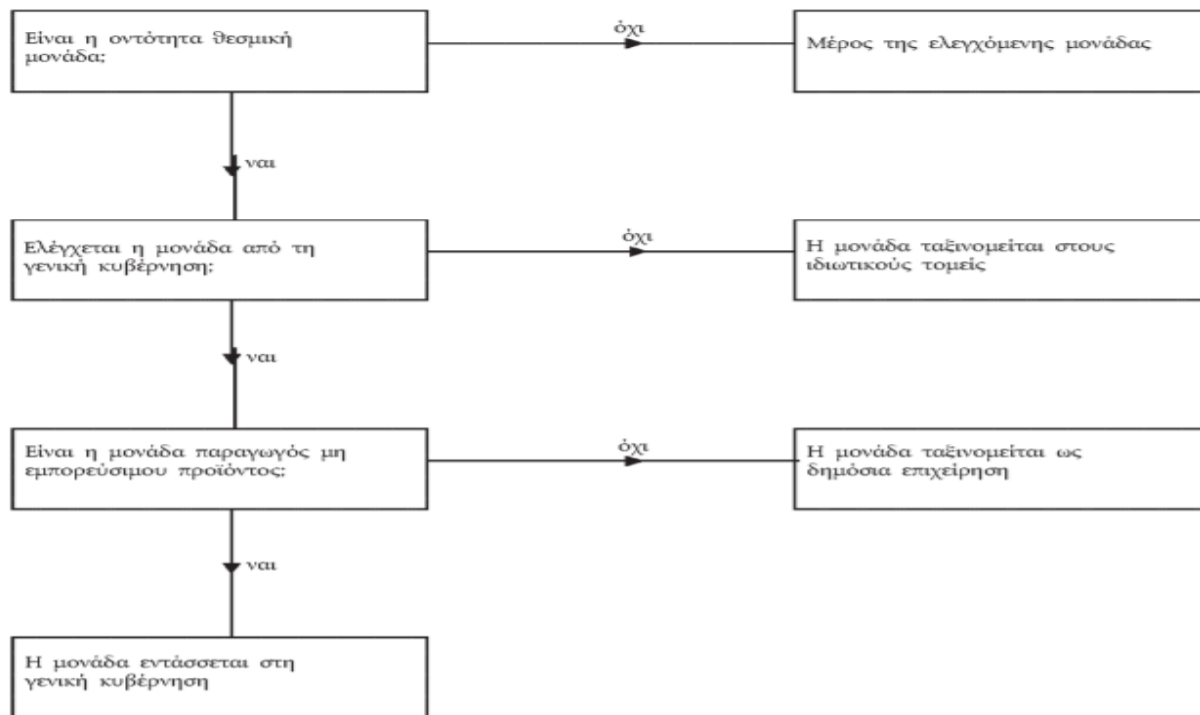 Είναι η οντότητα θεσμική
μονάδα;
όχι
Μέρος της ελεγχόμενης μονάδας
ναι
Ελέγχεται η μονάδα από τη
γενική κυβέρνηση;
όχι
Η μονάδα ταξινομείται στους
ιδιωτικούς τομείς
ναι
Είναι η μονάδα παραγωγός μη
εμπορεύσιμου προϊόντος;
όχι
Η μονάδα ταξινομείται ως
δημόσια επιχείρηση
ναι
Η μονάδα εντάσσεται στη
γενική κυβέρνηση